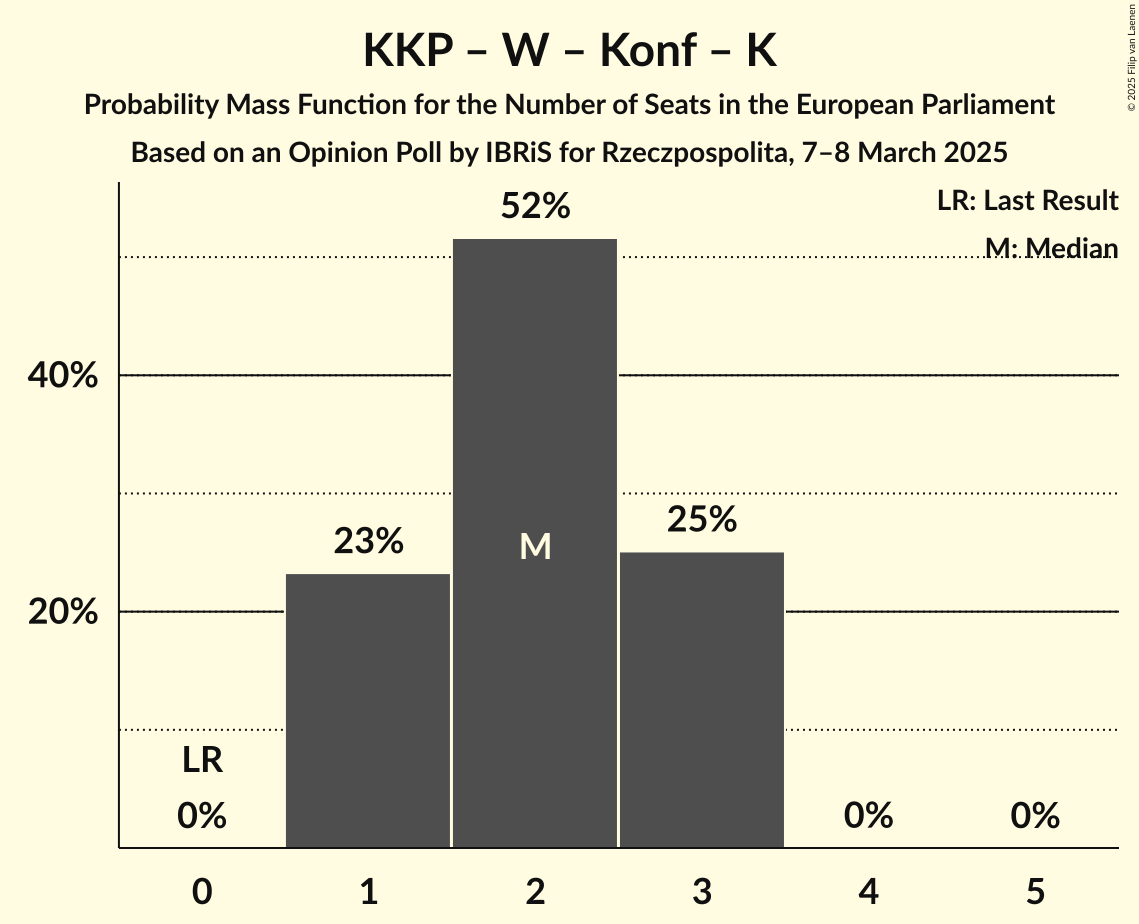 KKP – W – Konf – K
Probability Mass Function for the Number of Seats in the European Parliament
Based on an Opinion Poll by IBRiS for Rzeczpospolita, 7–8 March 2025
© 2025 Filip van Laenen
LR: Last Result
M: Median
52%
40%
25%
23%
M
20%
LR
0%
0%
0%
0
1
2
3
4
5